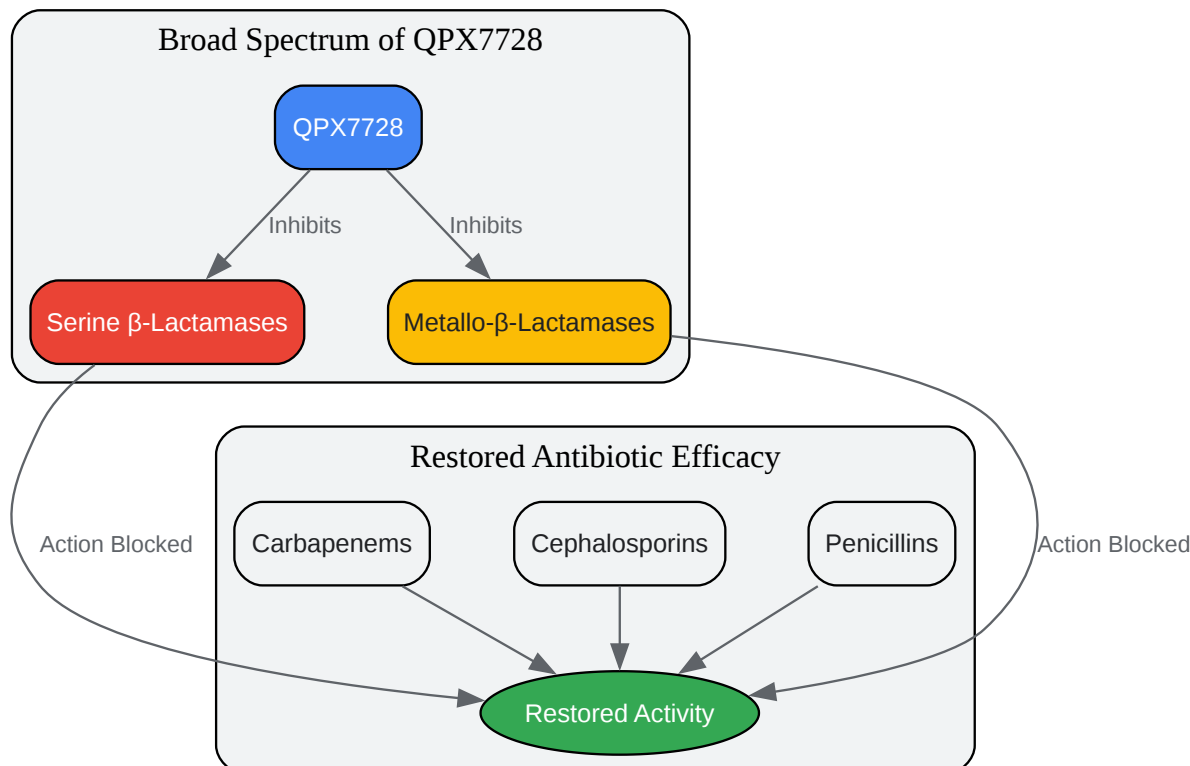 Broad Spectrum of QPX7728
QPX7728
Inhibits
Inhibits
Serine β-Lactamases
Metallo-β-Lactamases
Restored Antibiotic Efficacy
Carbapenems
Cephalosporins
Penicillins
Action Blocked
Action Blocked
Restored Activity